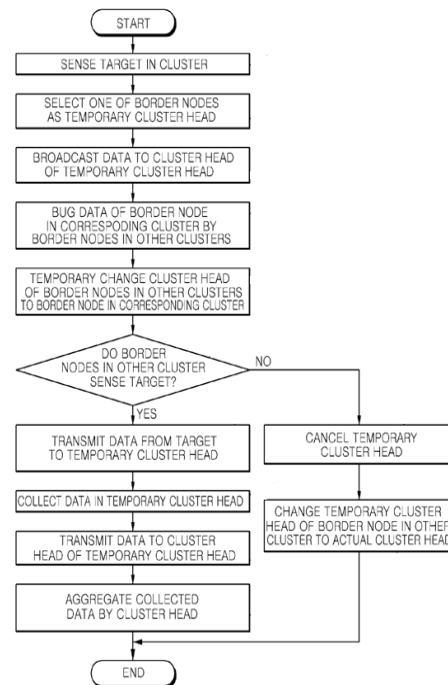 START
SENSE TARGET IN CLUSTER
SELECT ONE OF BORDER NODES
AS TEMPORARY CLUSTER HEAD
BROADCAST DATA TO CLUSTER HEAD
OF TEMPORARY CLUSTER HEAD
BUG DATA OF BORDER NODE
IN CORRESPODING CLUSTER BY
BORDER NODES IN OTHER CLUSTERS
TEMPORARY CHANGE CLUSTER HEAD
OF BORDER NODES IN OTHER CLUSTERS
TO BORDER NODE IN CORRESPONDING CLUSTER
DO BORDER
NODES IN OTHER CLUSTER
SENSE TARGET?
NO
YES
TRANSMIT DATA FROM TARGET
TO TEMPORARY CLUSTER HEAD
COLLECT DATA IN TEMPORARY CLUSTER HEAD
TRANSMIT DATA TO CLUSTER
HEAD OF TEMPORARY CLUSTER HEAD
AGGREGATE COLLECTED
DATA BY CLUSTER HEAD
CANCEL TEMPORARY
CLUSTER HEAD
CHANGE TEMPORARY CLUSTER
HEAD OF BORDER NODE IN OTHER
CLUSTER TO ACTUAL CLUSTER HEAD
END